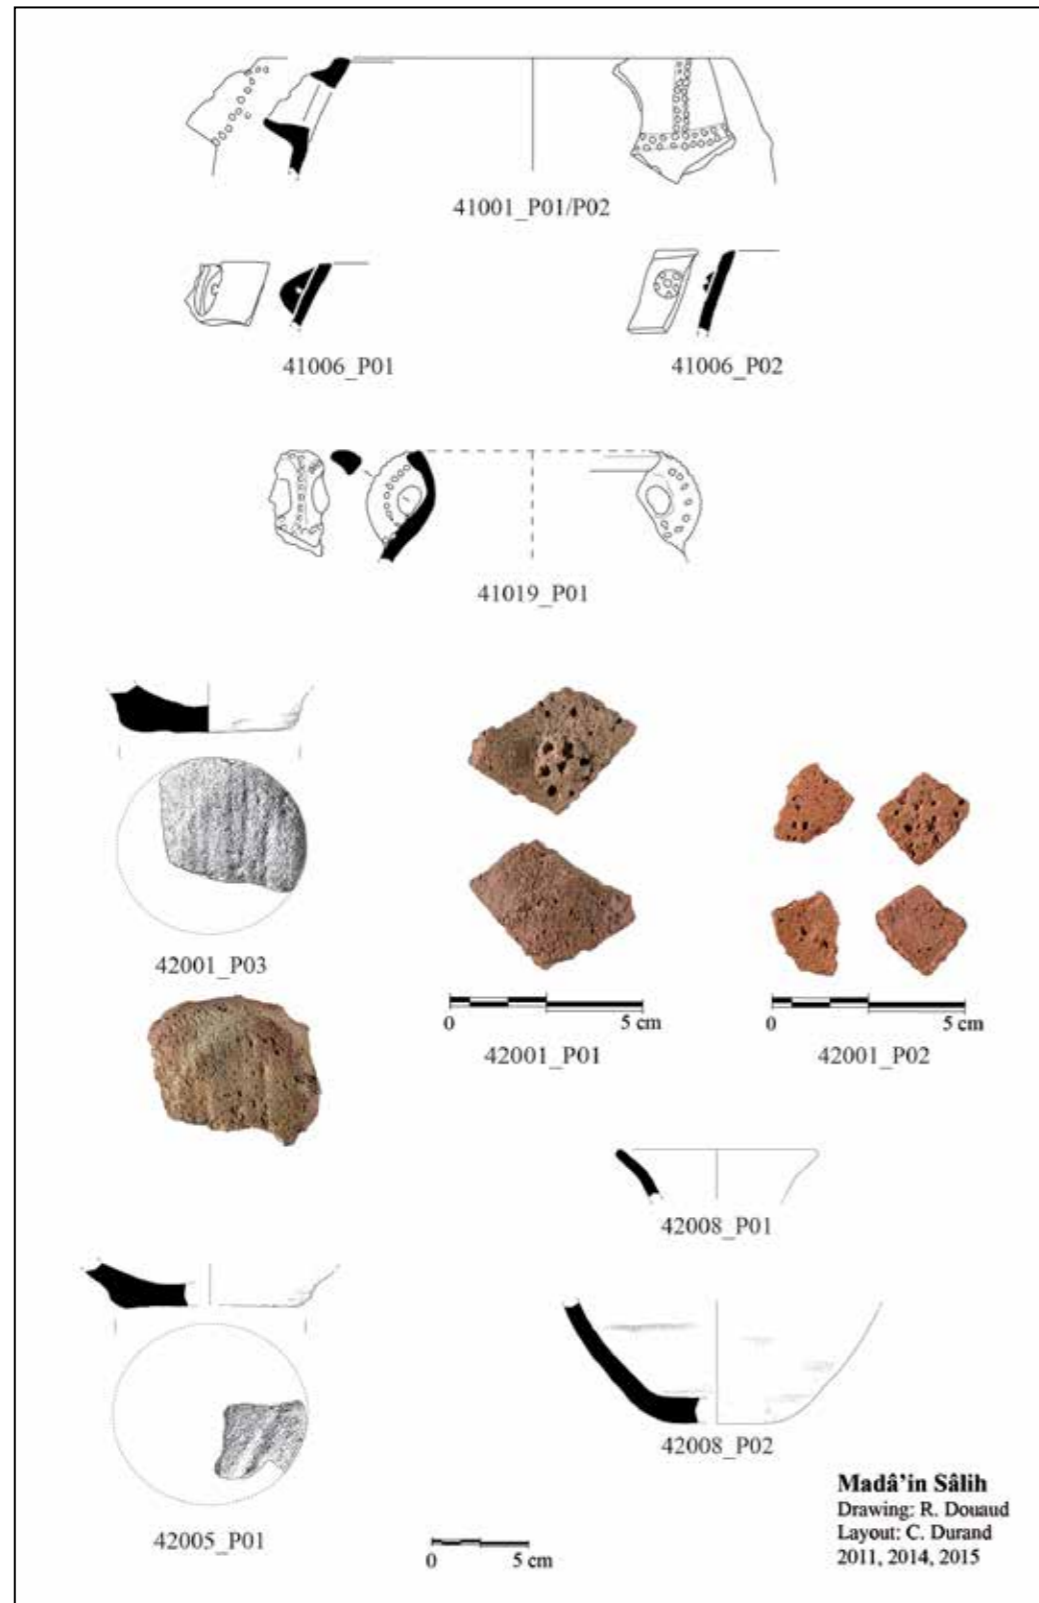 41001_P01/P02
41006_P01
41006_P02
41019_P01
42001_P03
0 5 cm
42001_P01
0 5 cm
42001_P02
42008_P01
42008_P02
42005_P01
0 5 cm
Madâ’in Sâlih
Drawing: R. Douaud
Layout: C. Durand
2011, 2014, 2015